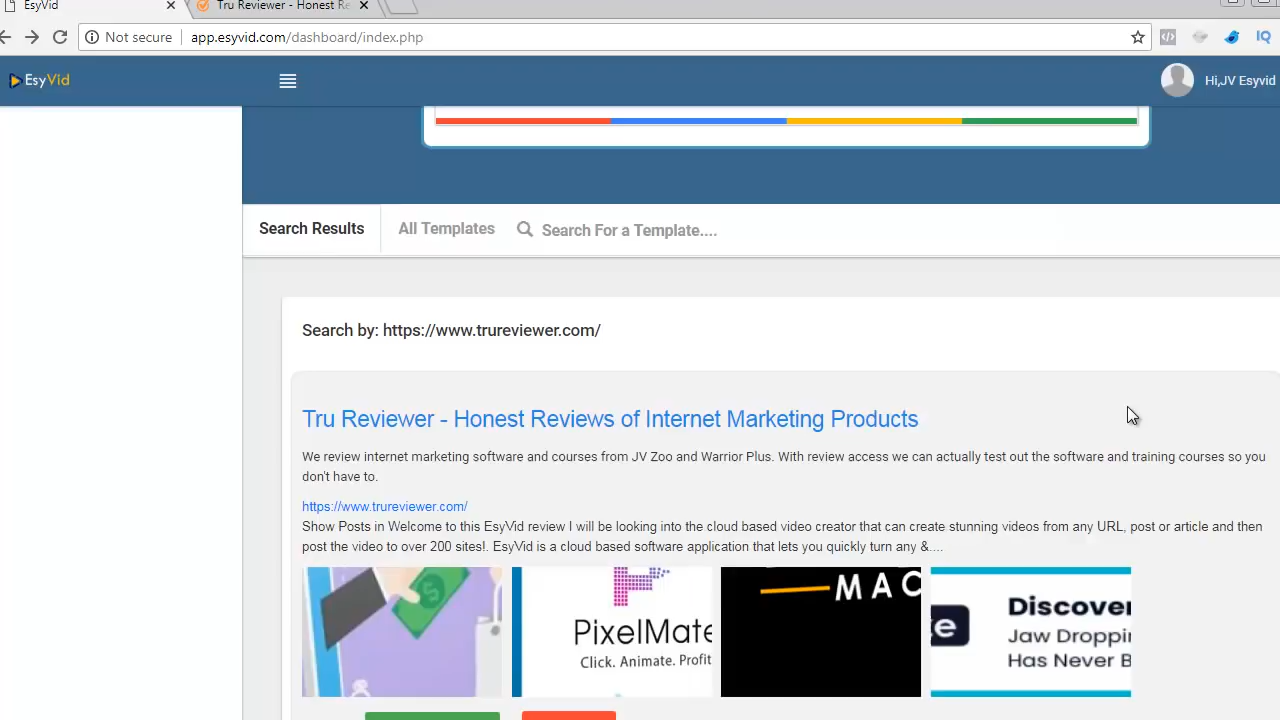 EsyVid
Tru Reviewer - Honest Re
Not secure
app.esyvid.com/dashboard/index.php
IQ
EsyVid
Hi,JV Esyvid
Search Results
All Templates
Search For a Template....
Search by: https://www.trureviewer.com/
Tru Reviewer - Honest Reviews of Internet Marketing Products
We review internet marketing software and courses from JV Zoo and Warrior Plus. With review access we can actually test out the software and training courses so you
don't have to.
https://www.trureviewer.com/
Show Posts in Welcome to this EsyVid review I will be looking into the cloud based video creator that can create stunning videos from any URL, post or article and then
post the video to over 200 sites!. EsyVid is a cloud based software application that lets you quickly turn any &....
PixelMate
Click. Animate. Profit
MAC
ke
Discover
Jaw Droppi
Has Never B